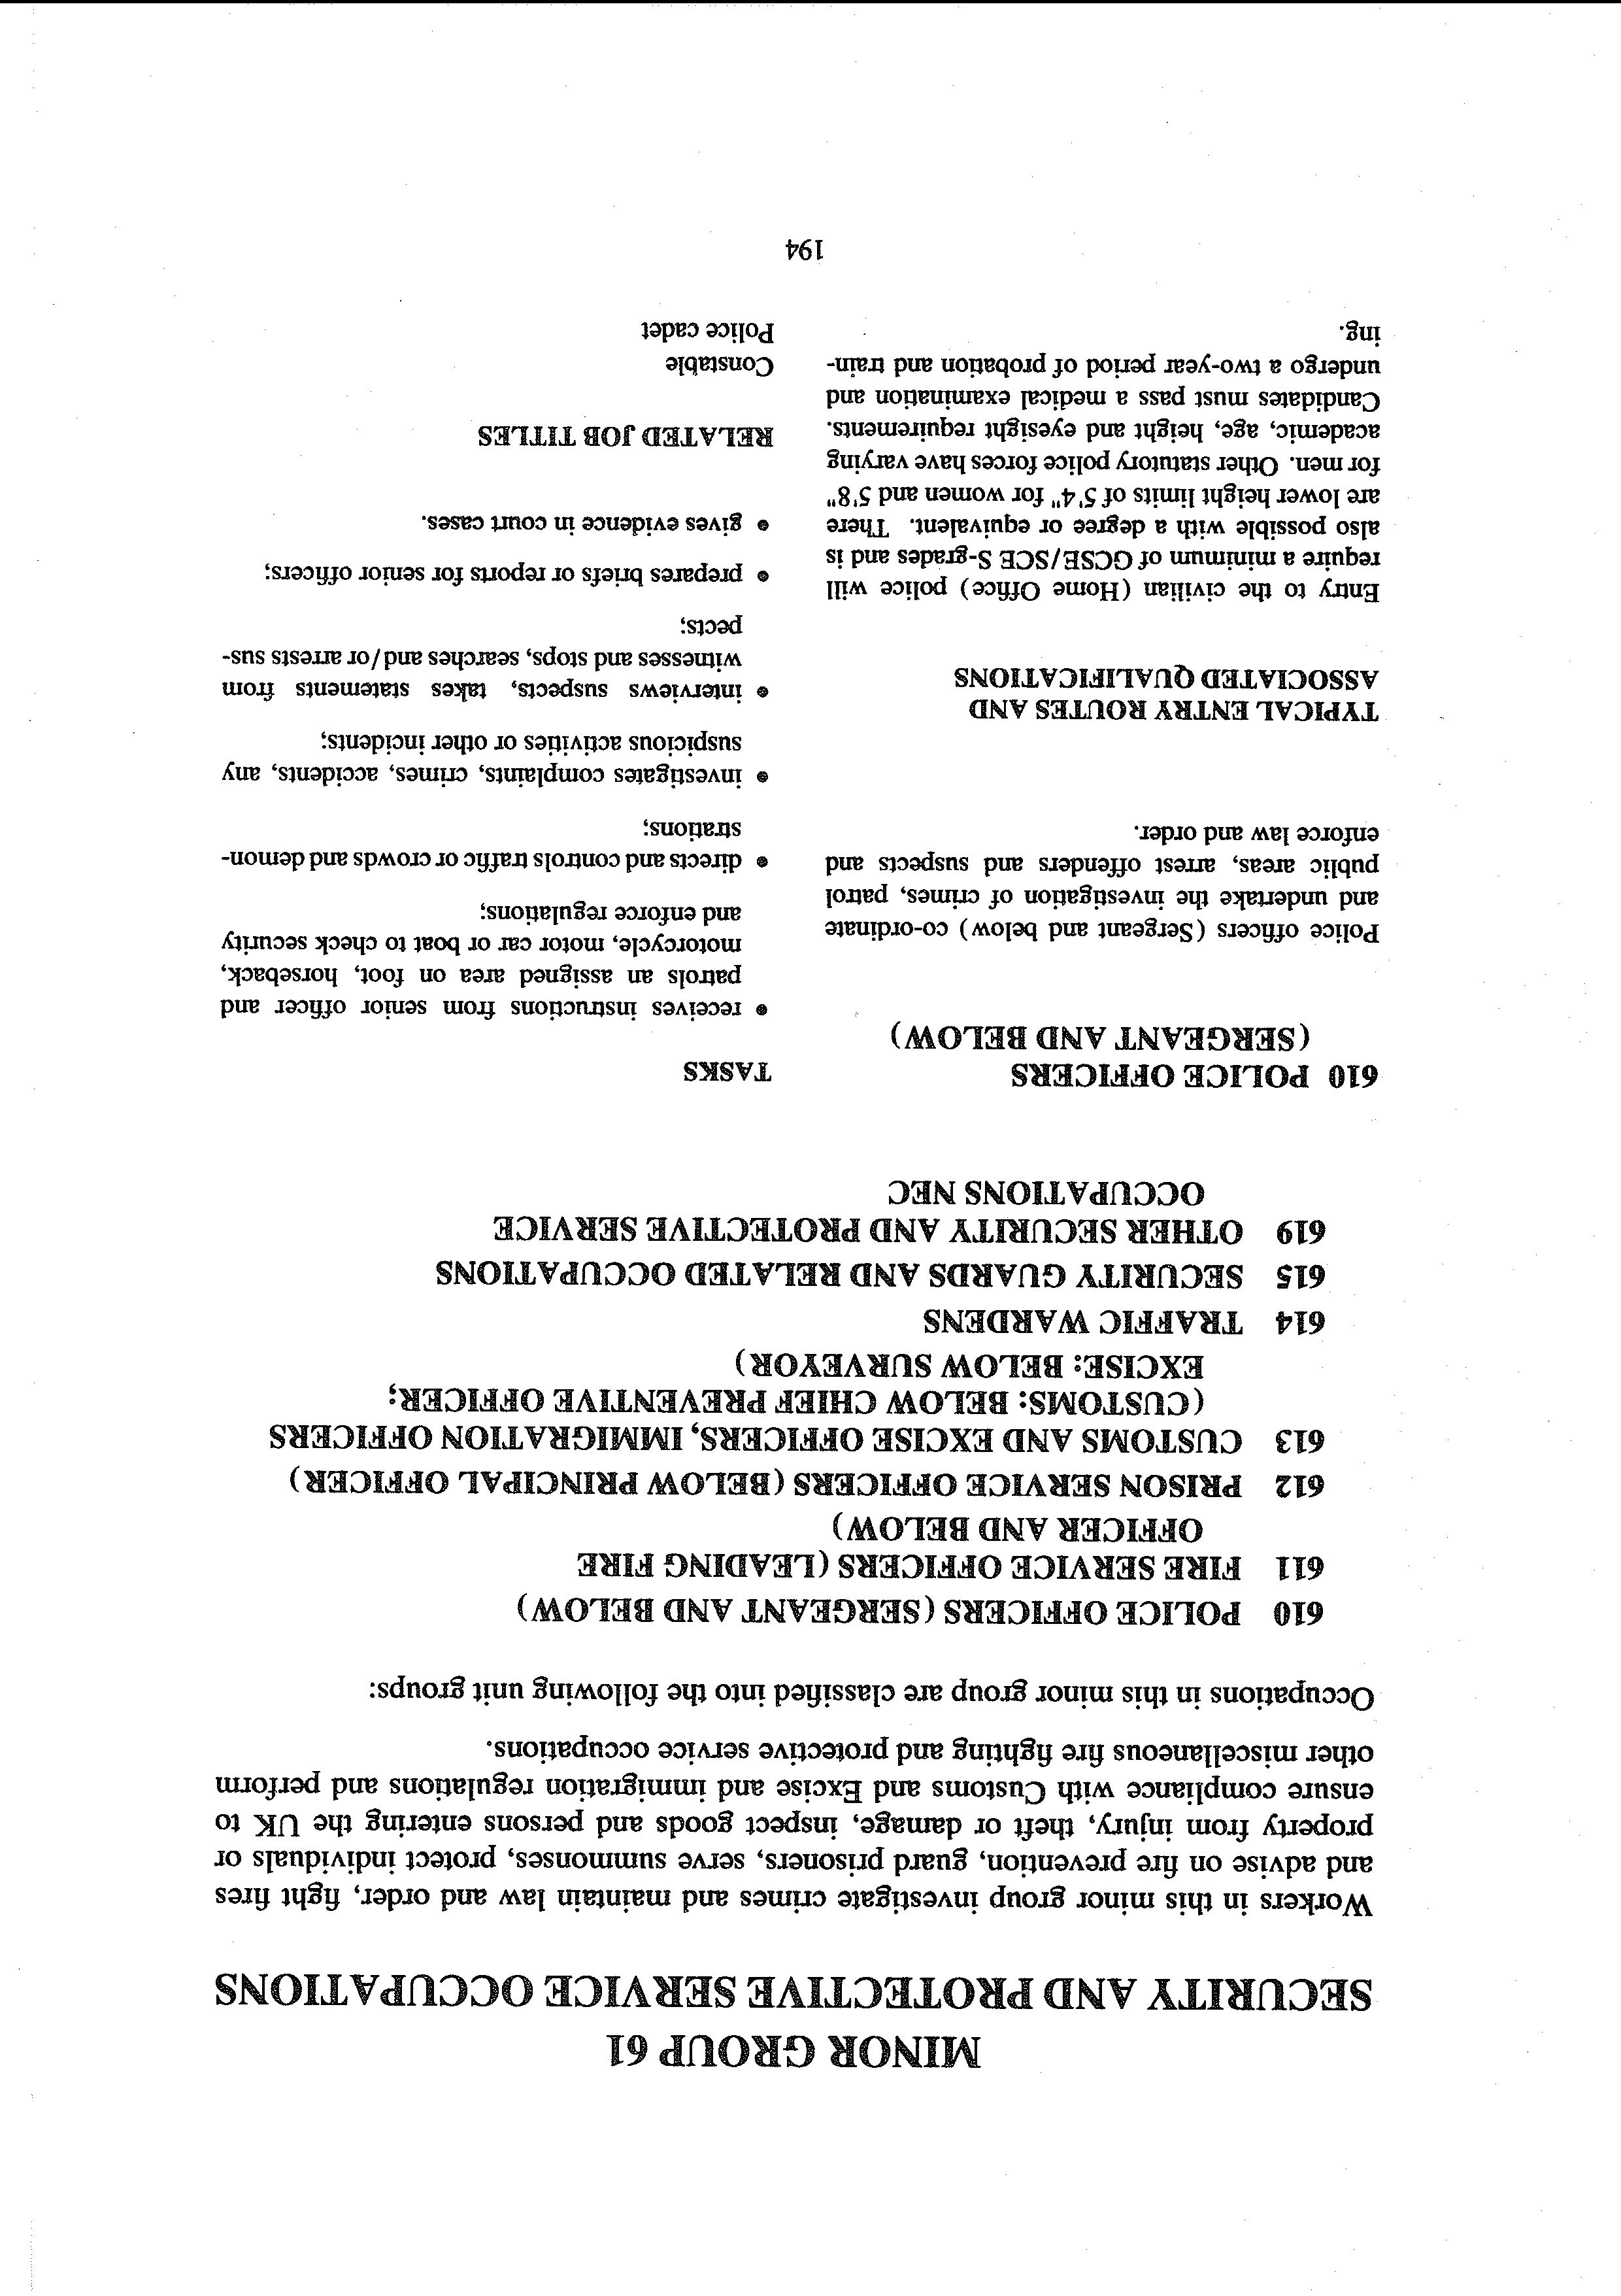 MINOR GROUP 61
SECURITY AND PROTECTIVE SERVICE OCCUPATIONS
Workers in this minor group investigate crimes and maintain law and order, fight fires
and advise on fire prevention, guard prisoners, serve summonses, protect individuals or
property from injury, theft or damage, inspect goods and persons entering the UK to
ensure compliance with Customs and Excise and immigration regulations and perform
other miscellaneous fire fighting and protective service occupations.
Occupations in this minor group are classified into the following unit groups:
610 POLICE OFFICERS (SERGEANT AND BELOW)
611 FIRE SERVICE OFFICERS (LEADING FIRE
OFFICER AND BELOW)
612 PRISON SERVICE OFFICERS (BELOW PRINCIPAL OFFICER)
613 CUSTOMS AND EXCISE OFFICERS, IMMIGRATION OFFICERS
(CUSTOMS: BELOW CHIEF PREVENTIVE OFFICER;
EXCISE: BELOW SURVEYOR)
614 TRAFFIC WARDENS
615 SECURITY GUARDS AND RELATED OCCUPATIONS
619 OTHER SECURITY AND PROTECTIVE SERVICE
OCCUPATIONS NEC
610 POLICE OFFICERS
(SERGEANT AND BELOW)
Police officers (Sergeant and below) co-ordinate
and undertake the investigation of crimes, patrol
public areas, arrest offenders and suspects and
enforce law and order.
TYPICAL ENTRY ROUTES AND
ASSOCIATED QUALIFICATIONS
Entry to the civilian (Home Office) police will
require a minimum of GCSE/SCE S-grades and is
also possible with a degree or equivalent. There
are lower height limits of 5'4" for women and 5'8"
for men. Other statutory police forces have varying
academic, age, height and eyesight requirements.
Candidates must pass a medical examination and
undergo a two-year period of probation and train-
ing.
TASKS
• receives instructions from senior officer and
patrols an assigned area on foot, horseback,
motorcycle, motor car or boat to check security
and enforce regulations;
• directs and controls traffic or crowds and demon-
strations;
• investigates complaints, crimes, accidents, any
suspicious activities or other incidents;
• interviews suspects, takes statements from
witnesses and stops, searches and/or arrests sus-
pects;
• prepares briefs or reports for senior officers;
• gives evidence in court cases.
RELATED JOB TITLES
Constable
Police cadet
194